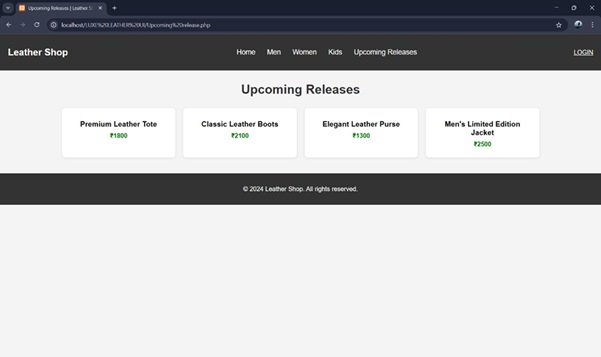 Upcoming Releases | Leather Sh
localhost/LUXE%20LEATHER%20UI/Upcoming%20release.php
Leather Shop
Home Men Women Kids Upcoming Releases
LOGIN
Upcoming Releases
Premium Leather Tote
₹1800
Classic Leather Boots
₹2100
Elegant Leather Purse
₹1300
Men's Limited Edition
Jacket
₹2500
© 2024 Leather Shop. All rights reserved.